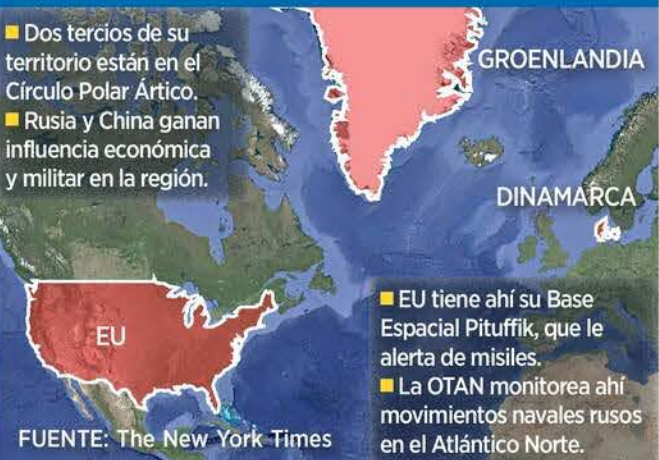 ■ Dos tercios de su
territorio están en el
Círculo Polar Ártico.
■ Rusia y China ganan
influencia económica
y militar en la región.
GROENLANDIA
DINAMARCA
EU
■ EU tiene ahí su Base
Espacial Pituffik, que le
alerta de misiles.
■ La OTAN monitorea ahí
movimientos navales rusos
en el Atlántico Norte.
FUENTE: The New York Times